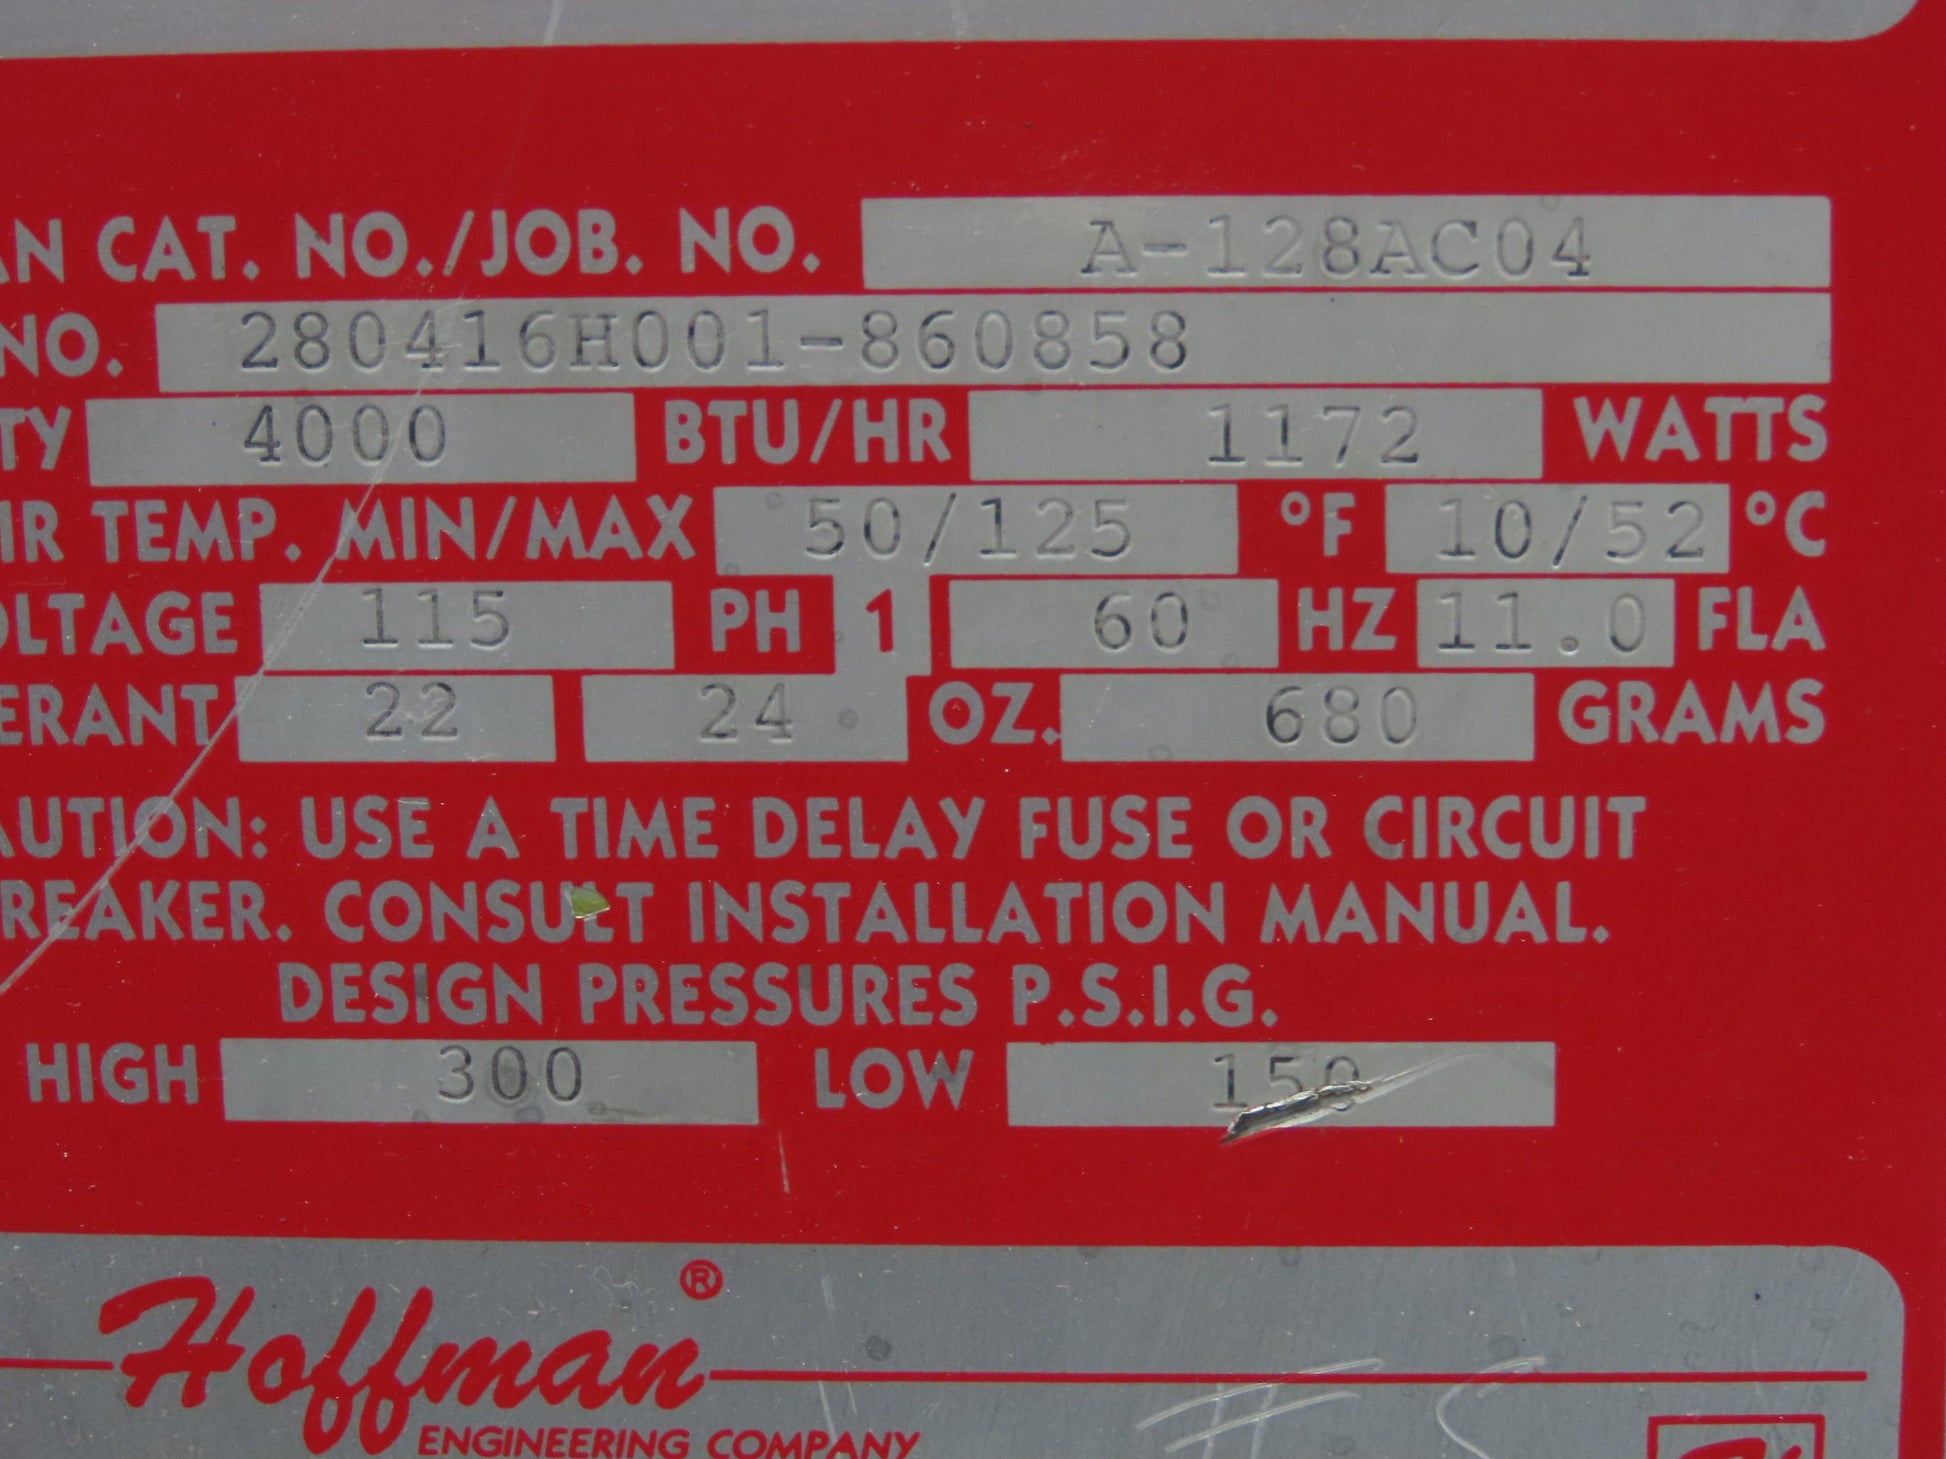 AN CAT. NO./JOB. NO. A-128AC04
NO. 280416H001-860858
TY 4000 BTU/HR 1172 WATTS
IR TEMP. MIN/MAX 50/125 °F 10/52 °C
OLTAGE 115 PH 1 60 HZ 11.0 FLA
ERANT 22 24 OZ. 680 GRAMS
AUTION: USE A TIME DELAY FUSE OR CIRCUIT
REAKER. CONSULT INSTALLATION MANUAL.
DESIGN PRESSURES P.S.I.G.
HIGH 300 LOW 150
Hoffman®
ENGINEERING COMPANY
# 5